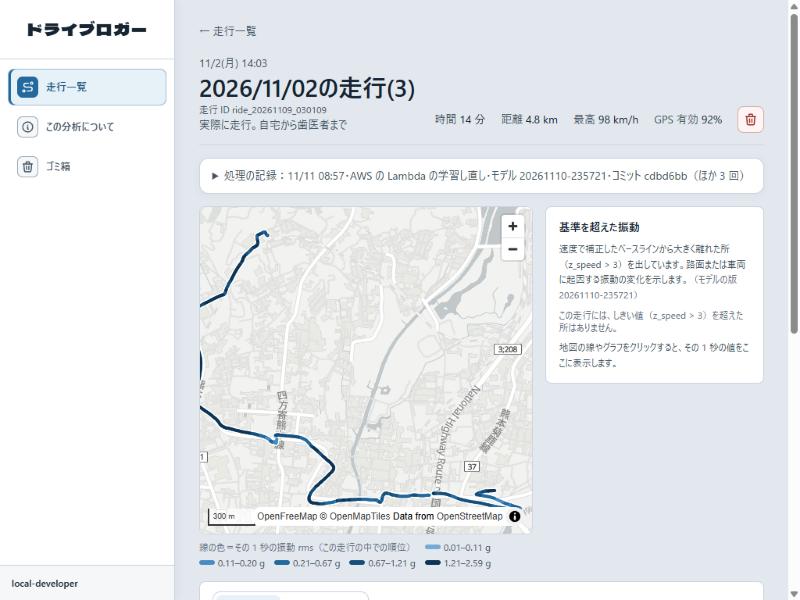 ドライブロガー
走行一覧
この分析について
ゴミ箱
local-developer
← 走行一覧
11/2(月) 14:03
2026/11/02の走行(3)
走行 ID ride_20261109_030109
実際に走行。自宅から歯医者まで
時間 14 分 距離 4.8 km 最高 98 km/h GPS 有効 92%
▶ 処理の記録：11/11 08:57・AWS の Lambda の学習し直し・モデル 20261110-235721・コミット cdbd6bb（ほか 3 回）
+
−
3;208
四方寄熊本線
National Highway Route
37
1
300 m
OpenFreeMap © OpenMapTiles Data from OpenStreetMap
線の色＝その 1 秒の振動 rms（この走行の中での順位） 0.01–0.11 g
0.11–0.20 g 0.21–0.67 g 0.67–1.21 g 1.21–2.59 g
基準を超えた振動
速度で補正したベースラインから大きく離れた所
（z_speed > 3）を出しています。路面または車両
に起因する振動の変化を示します。（モデルの版
20261110-235721）
この走行には、しきい値（z_speed > 3）を超えた
所はありません。
地図の線やグラフをクリックすると、その 1 秒の値をこ
こに表示します。